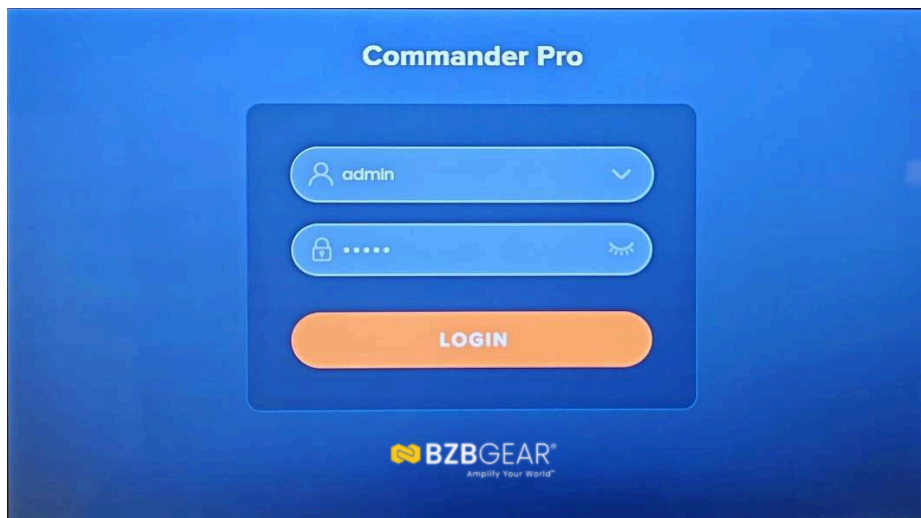 Commander Pro
admin
•••••
LOGIN
BZBGEAR®
Amplify Your World™